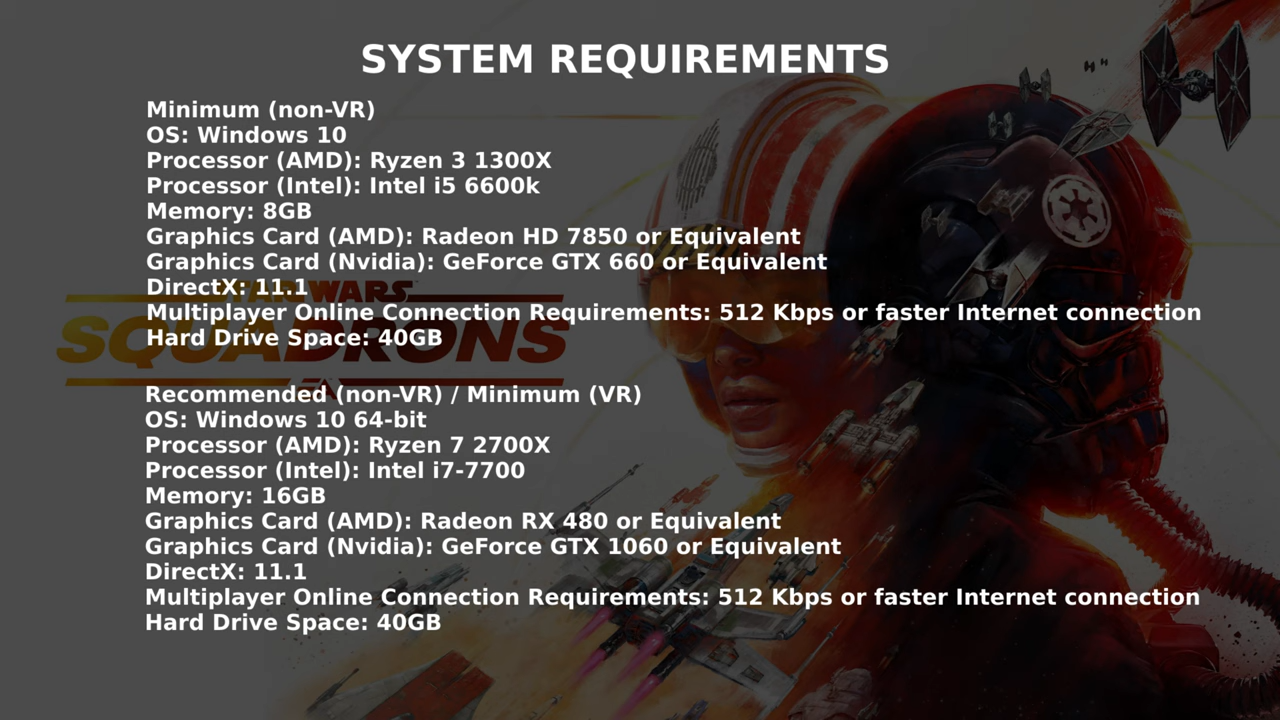 SYSTEM REQUIREMENTS
Minimum (non-VR)
OS: Windows 10
Processor (AMD): Ryzen 3 1300X
Processor (Intel): Intel i5 6600k
Memory: 8GB
Graphics Card (AMD): Radeon HD 7850 or Equivalent
Graphics Card (Nvidia): GeForce GTX 660 or Equivalent
DirectX: 11.1
STAR WARS
Multiplayer Online Connection Requirements: 512 Kbps or faster Internet connection
SQUADRONS
Hard Drive Space: 40GB
Recommended (non-VR) / Minimum (VR)
OS: Windows 10 64-bit
Processor (AMD): Ryzen 7 2700X
Processor (Intel): Intel i7-7700
Memory: 16GB
Graphics Card (AMD): Radeon RX 480 or Equivalent
Graphics Card (Nvidia): GeForce GTX 1060 or Equivalent
DirectX: 11.1
Multiplayer Online Connection Requirements: 512 Kbps or faster Internet connection
Hard Drive Space: 40GB